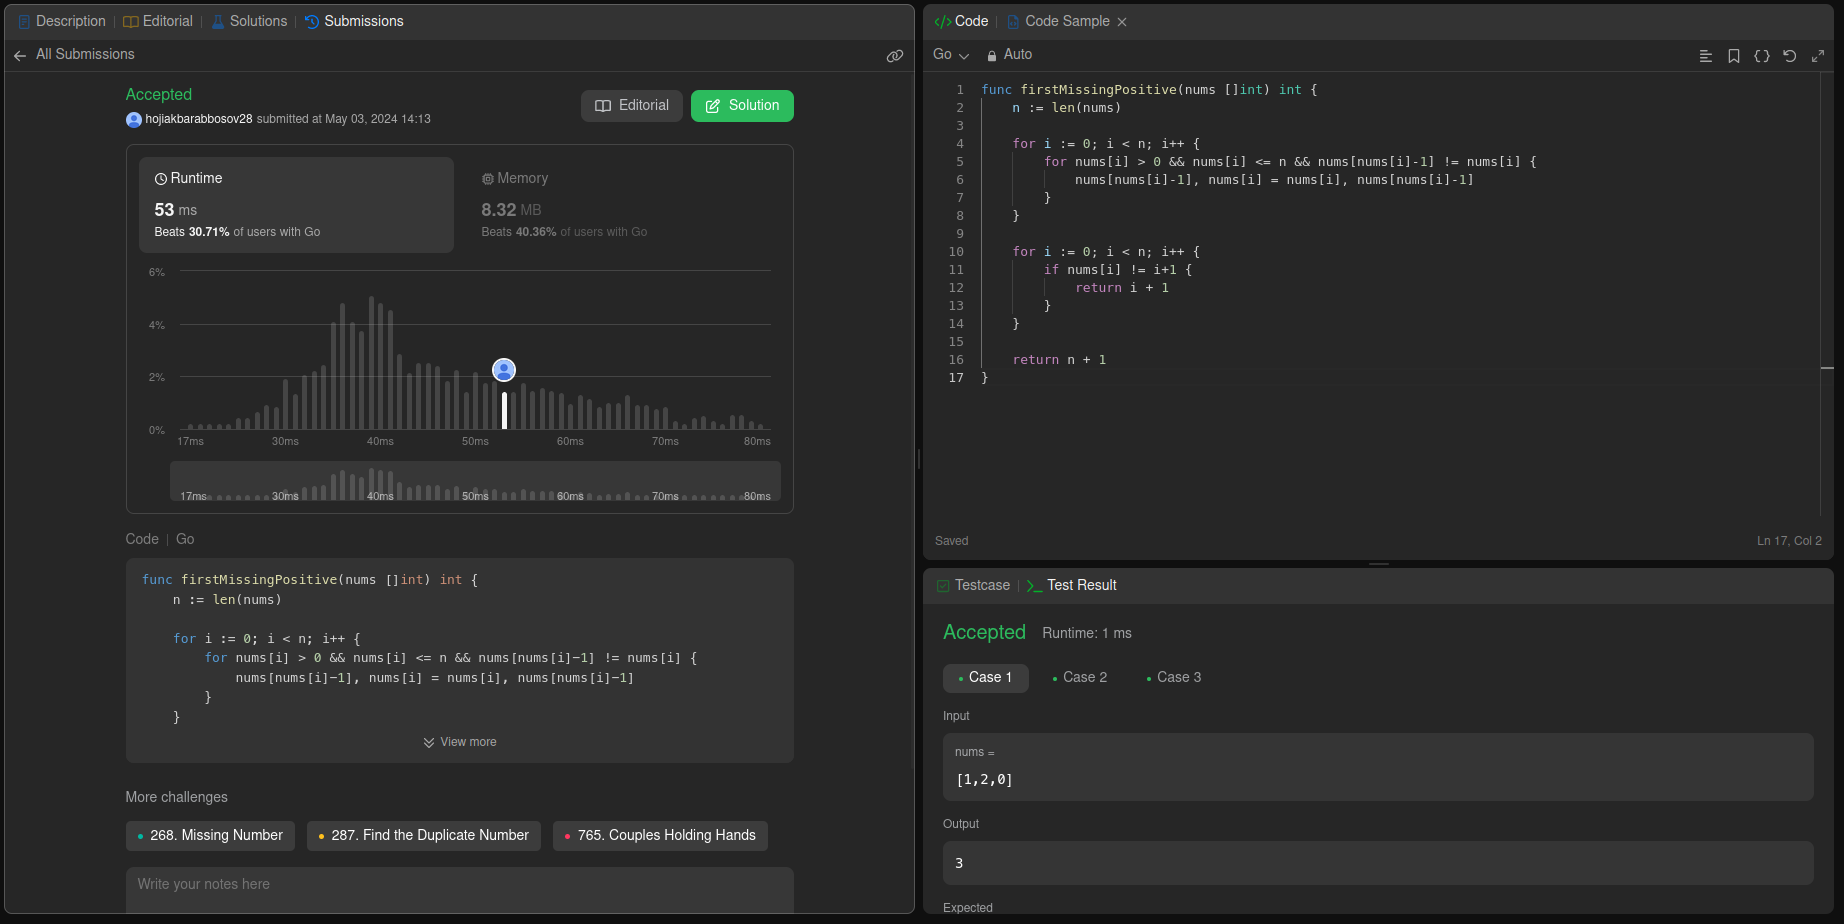 Description | Editorial | Solutions | Submissions
All Submissions
Accepted
hojiakbarabbosov28 submitted at May 03, 2024 14:13
Editorial
Solution
Runtime
53 ms
Beats 30.71% of users with Go
Memory
8.32 MB
Beats 40.36% of users with Go
6%
4%
2%
0%
17ms 30ms 40ms 50ms 60ms 70ms 80ms
17ms 30ms 40ms 50ms 60ms 70ms 80ms
Code | Go
func firstMissingPositive(nums []int) int {
    n := len(nums)
    for i := 0; i < n; i++ {
        for nums[i] > 0 && nums[i] <= n && nums[nums[i]-1] != nums[i] {
            nums[nums[i]-1], nums[i] = nums[i], nums[nums[i]-1]
        }
    }
View more
More challenges
268. Missing Number
287. Find the Duplicate Number
765. Couples Holding Hands
Write your notes here
</> Code | Code Sample
Go Auto
1 func firstMissingPositive(nums []int) int {
2     n := len(nums)
3
4     for i := 0; i < n; i++ {
5         for nums[i] > 0 && nums[i] <= n && nums[nums[i]-1] != nums[i] {
6             nums[nums[i]-1], nums[i] = nums[i], nums[nums[i]-1]
7         }
8     }
9
10     for i := 0; i < n; i++ {
11         if nums[i] != i+1 {
12             return i + 1
13         }
14     }
15
16     return n + 1
17 }
Saved
Ln 17, Col 2
Testcase | Test Result
Accepted Runtime: 1 ms
Case 1 Case 2 Case 3
Input
nums =
[1,2,0]
Output
3
Expected